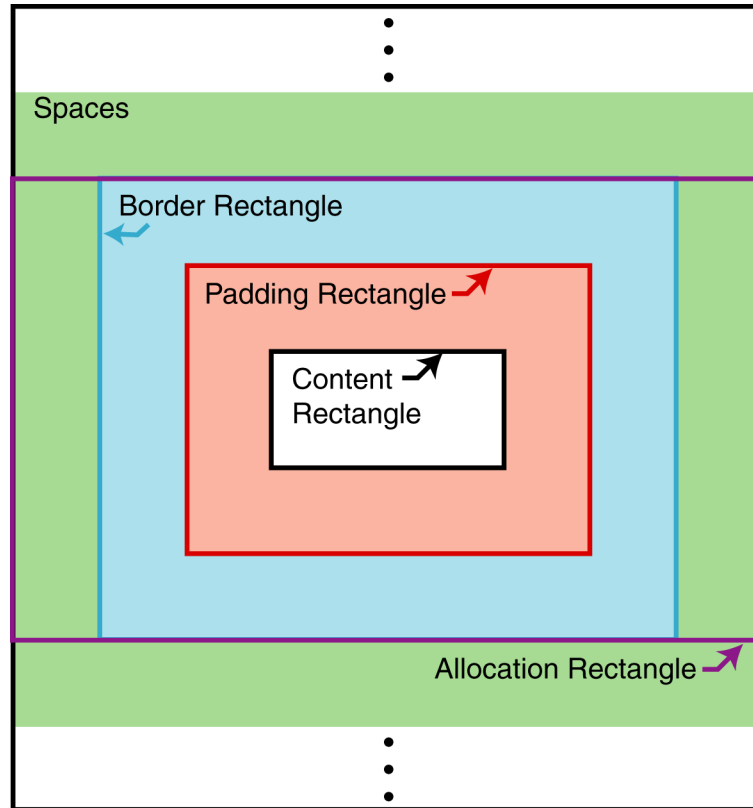 Spaces
Border Rectangle
Padding Rectangle
Content
Rectangle
Allocation Rectangle